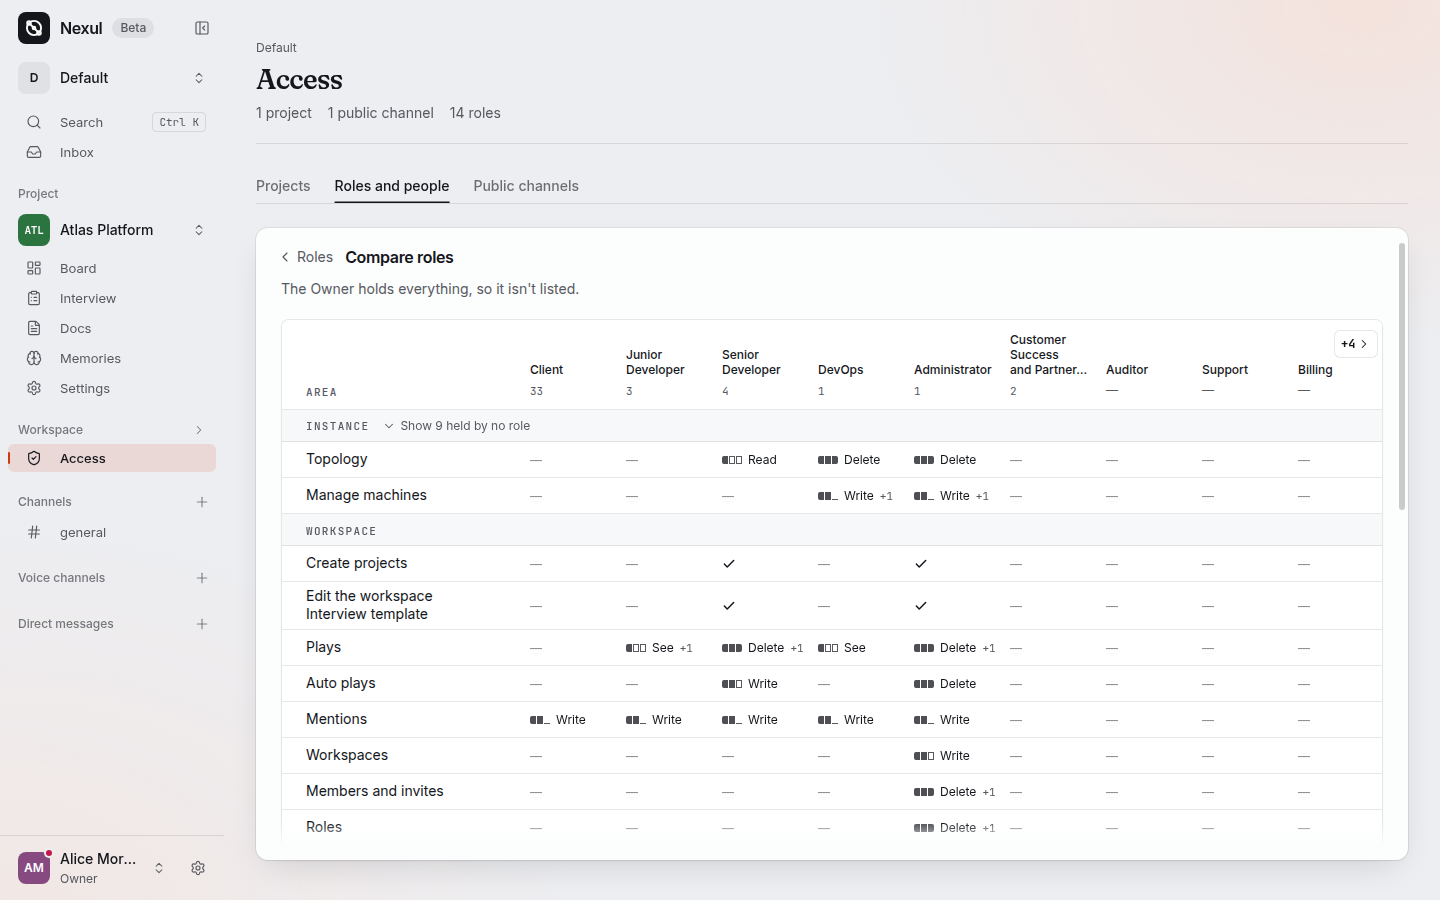 Nexul Beta
D Default
Search Ctrl K
Inbox
Project
ATL Atlas Platform
Board
Interview
Docs
Memories
Settings
Workspace
Access
Channels
general
Voice channels
Direct messages
AM Alice Mor...
Owner
Default
Access
1 project 1 public channel 14 roles
Projects Roles and people Public channels
Roles Compare roles
The Owner holds everything, so it isn't listed.
AREA
Client 33
Junior Developer 3
Senior Developer 4
DevOps 1
Administrator 1
Customer Success and Partner... 2
Auditor —
Support —
Billing —
+4
INSTANCE Show 9 held by no role
Topology — — Read Delete Delete — — — —
Manage machines — — — Write +1 Write +1 — — — —
WORKSPACE
Create projects — — — — — — —
Edit the workspace
Interview template — — — — — — —
Plays — See +1 Delete +1 See Delete +1 — — — —
Auto plays — — Write — Delete — — — —
Mentions Write Write Write Write Write — — — —
Workspaces — — — — Write — — — —
Members and invites — — — — Delete +1 — — — —
Roles — — — — Delete +1 — — — —